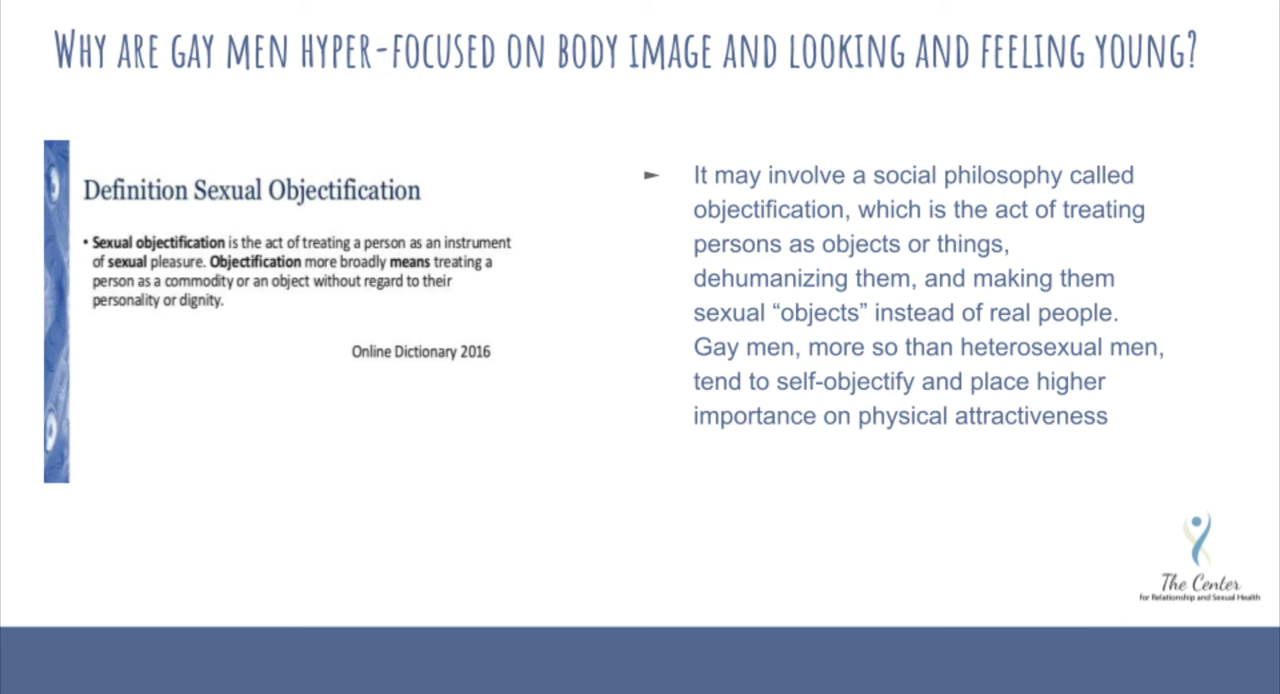 WHY ARE GAY MEN HYPER-FOCUSED ON BODY IMAGE AND LOOKING AND FEELING YOUNG?
Definition Sexual Objectification
• Sexual objectification is the act of treating a person as an instrument
of sexual pleasure. Objectification more broadly means treating a
person as a commodity or an object without regard to their
personality or dignity.
Online Dictionary 2016
► It may involve a social philosophy called
objectification, which is the act of treating
persons as objects or things,
dehumanizing them, and making them
sexual “objects” instead of real people.
Gay men, more so than heterosexual men,
tend to self-objectify and place higher
importance on physical attractiveness
The Center
for Relationship and Sexual Health